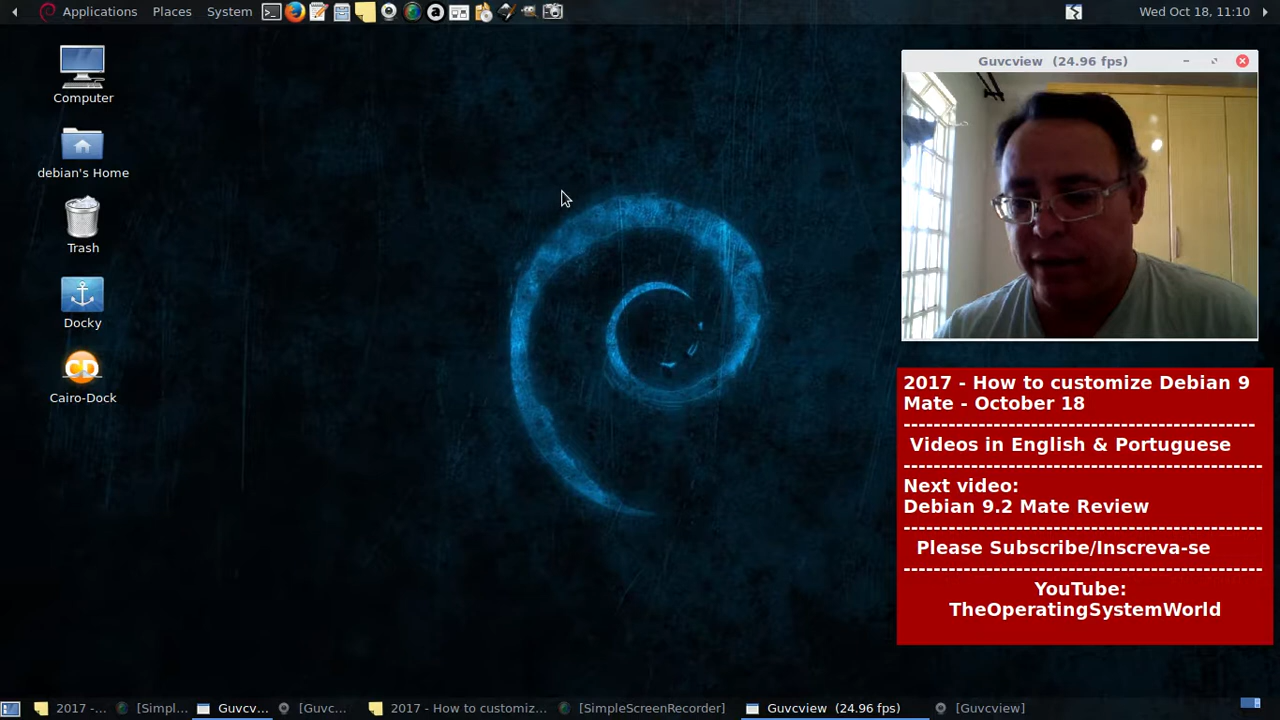 Applications Places System Wed Oct 18, 11:10
Computer
debian's Home
Trash
Docky
CD
Cairo-Dock
Guvcview (24.96 fps)
2017 - How to customize Debian 9
Mate - October 18
-----------------------------------------------
Videos in English & Portuguese
------------------------------------------------
Next video:
Debian 9.2 Mate Review
------------------------------------------------
Please Subscribe/Inscreva-se
------------------------------------------------
YouTube:
TheOperatingSystemWorld
2017 -... [Simpl... Guvcv... [Guvc... 2017 - How to customiz... [SimpleScreenRecorder] Guvcview (24.96 fps) [Guvcview]